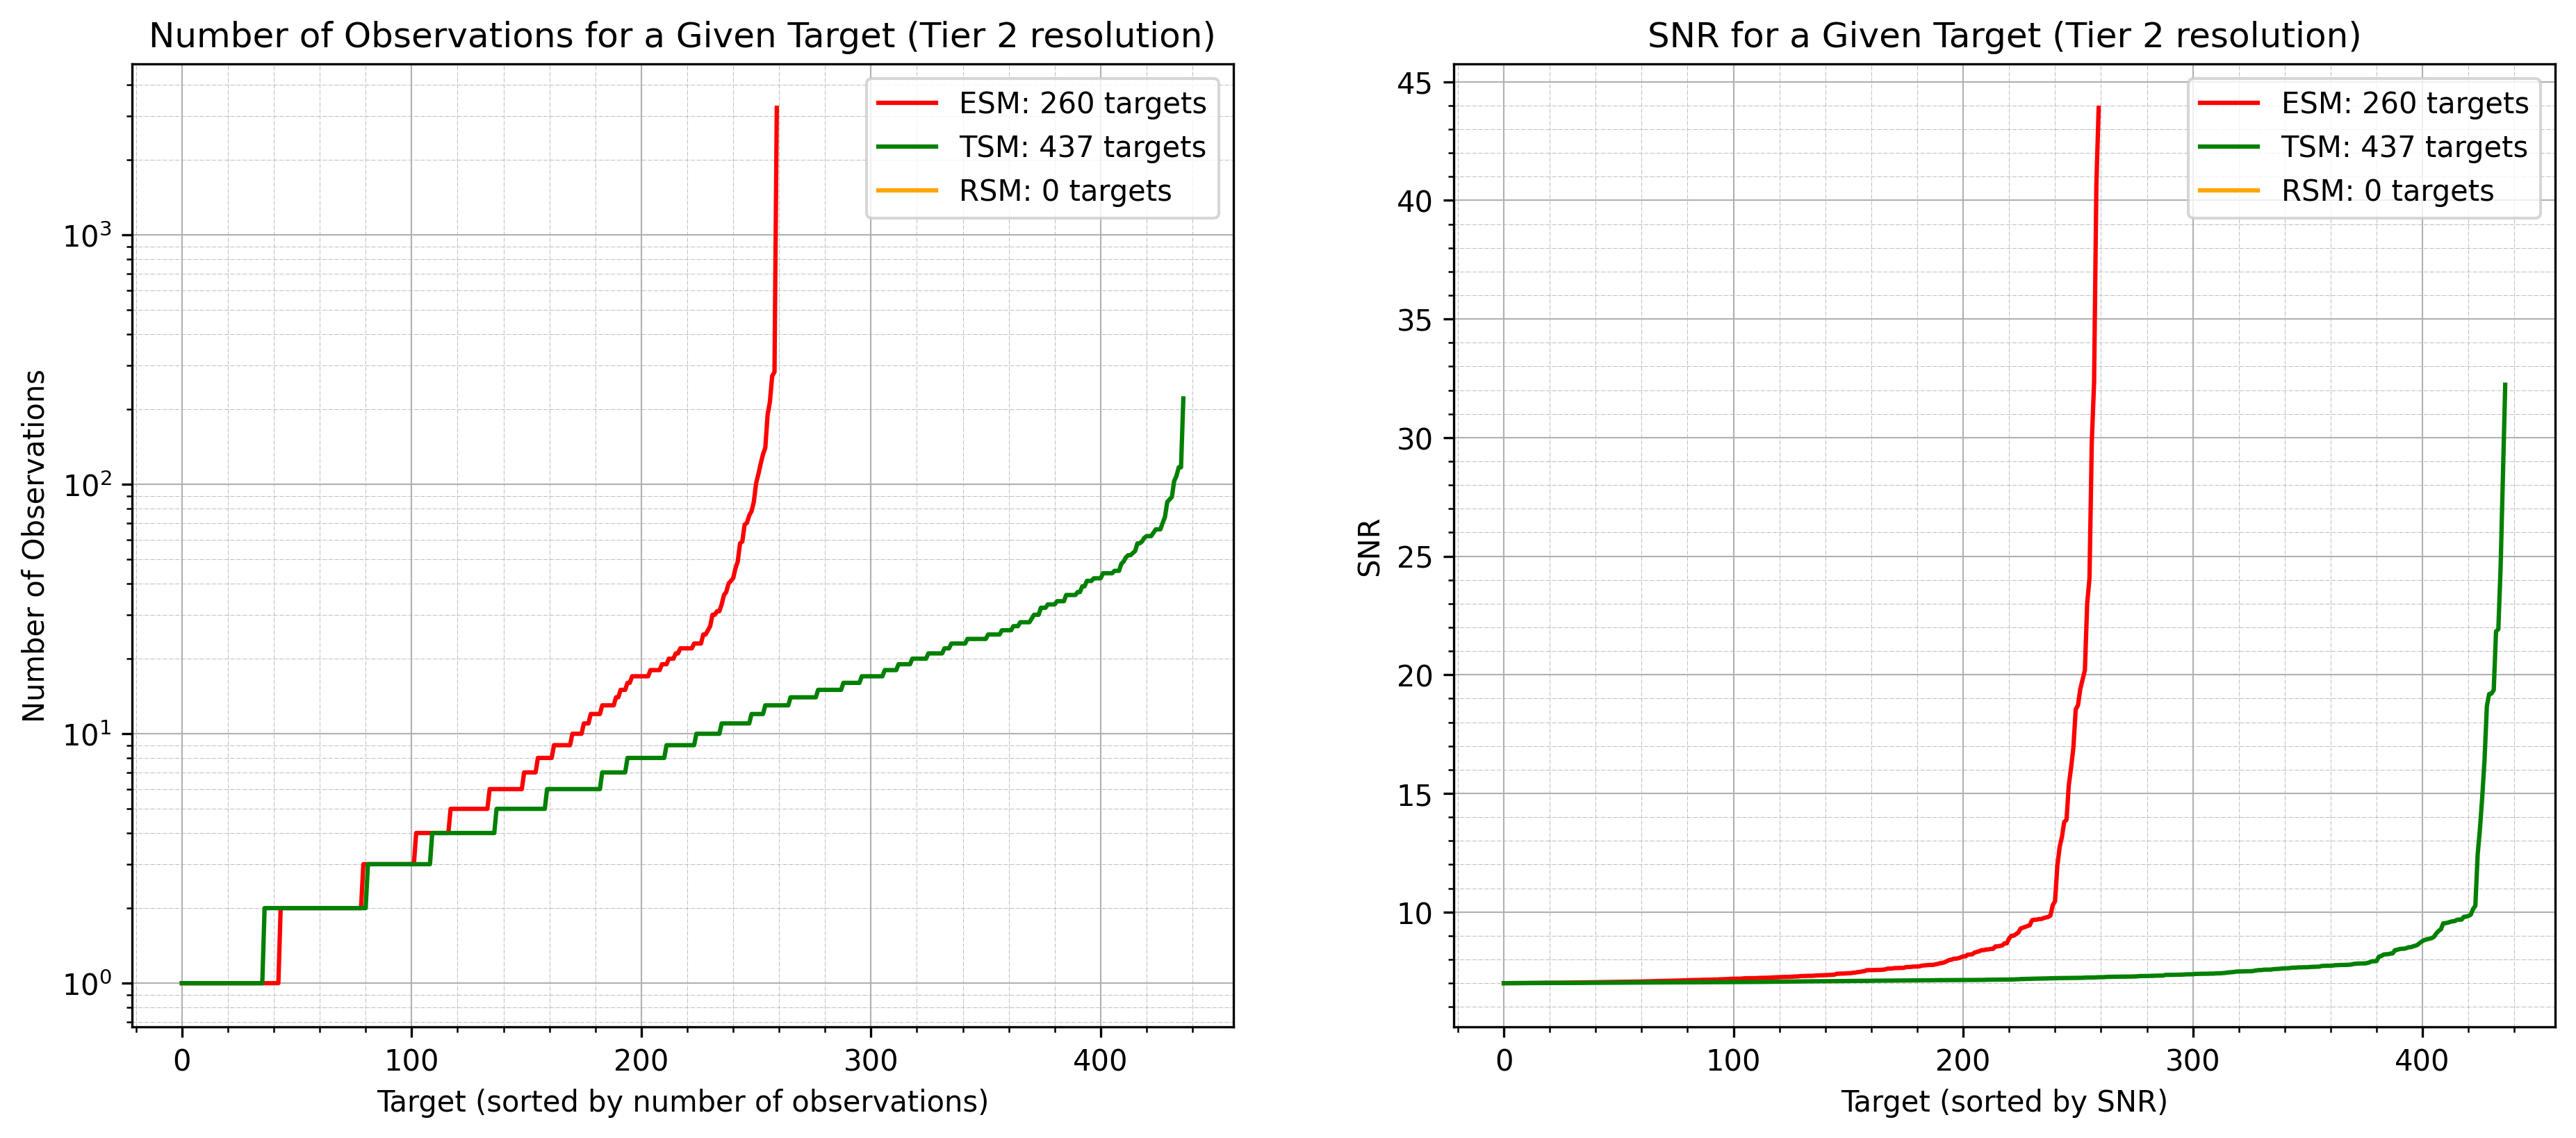 Number of Observations for a Given Target (Tier 2 resolution)
ESM: 260 targets
TSM: 437 targets
RSM: 0 targets
Number of Observations
10³
10²
10¹
10⁰
0 100 200 300 400
Target (sorted by number of observations)
SNR for a Given Target (Tier 2 resolution)
ESM: 260 targets
TSM: 437 targets
RSM: 0 targets
SNR
45
40
35
30
25
20
15
10
0 100 200 300 400
Target (sorted by SNR)